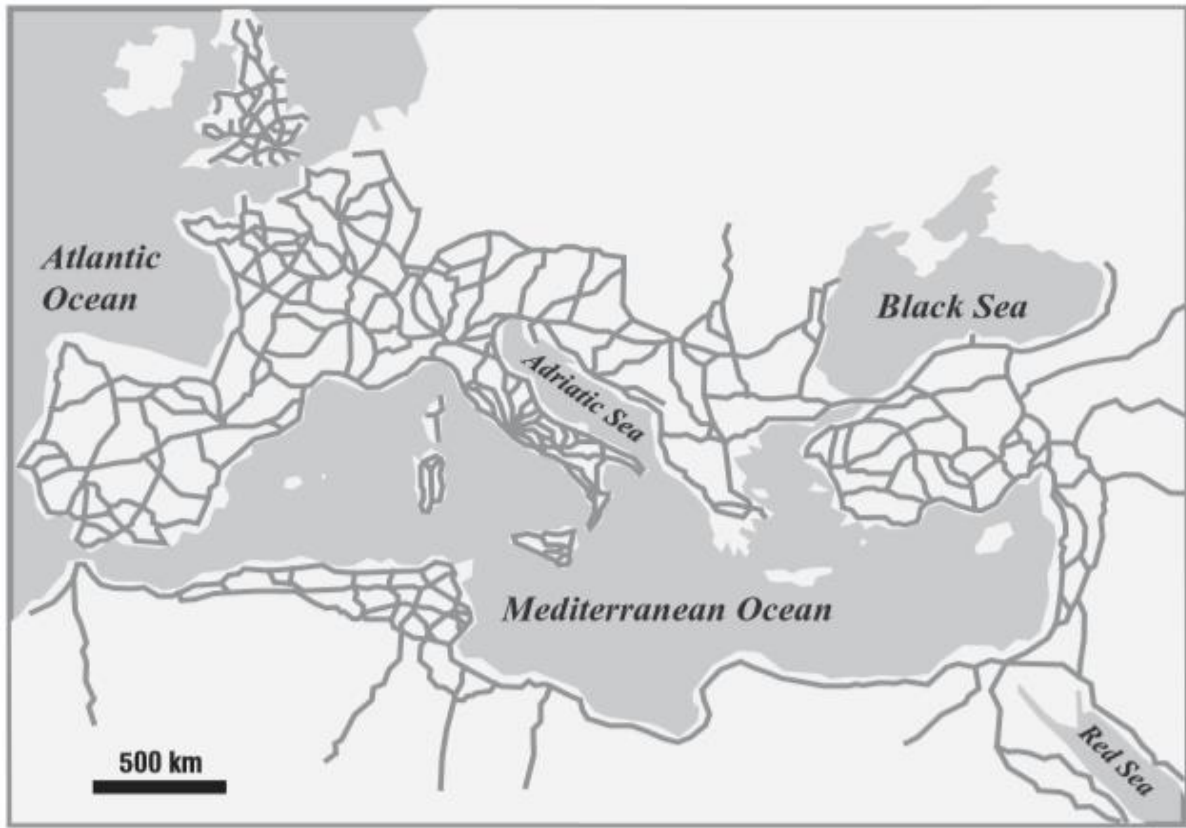 Atlantic
Ocean
Black Sea
Adriatic Sea
Mediterranean Ocean
500 km
Red Sea